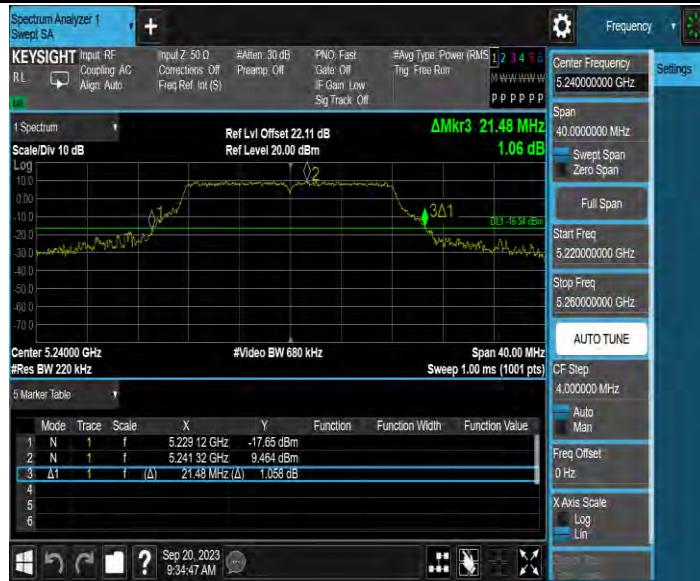 Spectrum Analyzer 1
Swept SA
+
Frequency
Settings
KEYSIGHT Input: RF Input Z: 50 Ω #Atten: 30 dB PNO: Fast #Avg Type: Power (RMS 1 2 3 4 5 6
RL Coupling: AC Corrections: Off Preamp: Off Gate: Off Trig: Free Run M W W W W W
Align: Auto Freq Ref: Int (S) IF Gain: Low
Sig Track: Off P P P P P P
1 Spectrum
Scale/Div 10 dB
Ref Lvl Offset 22.11 dB
Ref Level 20.00 dBm
ΔMkr3 21.48 MHz
1.06 dB
Log
10.0
0.00
-10.0
-20.0
-30.0
-40.0
-50.0
-60.0
-70.0
1
2
3Δ1
DL1 -16.54 dBm
Center 5.24000 GHz #Video BW 680 kHz Span 40.00 MHz
#Res BW 220 kHz Sweep 1.00 ms (1001 pts)
5 Marker Table
Mode Trace Scale X Y Function Function Width Function Value
1 N 1 f 5.229 12 GHz -17.65 dBm
2 N 1 f 5.241 32 GHz 9.464 dBm
3 Δ1 1 f (Δ) 21.48 MHz (Δ) 1.058 dB
4
5
6
Center Frequency
5.240000000 GHz
Span
40.0000000 MHz
Swept Span
Zero Span
Full Span
Start Freq
5.220000000 GHz
Stop Freq
5.260000000 GHz
AUTO TUNE
CF Step
4.000000 MHz
Auto
Man
Freq Offset
0 Hz
X Axis Scale
Log
Lin
?
Sep 20, 2023
9:34:47 AM